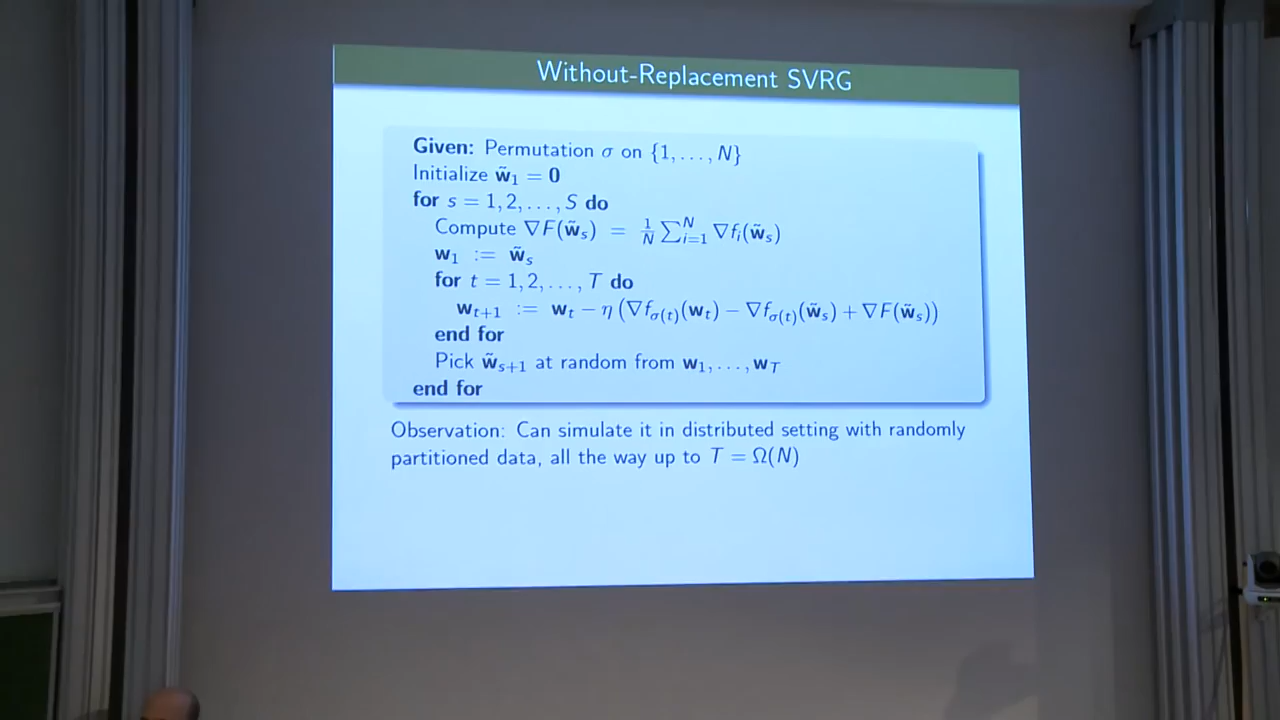 Without-Replacement SVRG
Given: Permutation σ on {1, . . . , N}
Initialize w̃₁ = 0
for s = 1, 2, . . . , S do
Compute ∇F(w̃ₛ) = 1/N ∑ᵢ₌₁ᴺ ∇fᵢ(w̃ₛ)
w₁ := w̃ₛ
for t = 1, 2, . . . , T do
wₜ₊₁ := wₜ − η (∇f_σ(t)(wₜ) − ∇f_σ(t)(w̃ₛ) + ∇F(w̃ₛ))
end for
Pick w̃ₛ₊₁ at random from w₁, . . . , w_T
end for
Observation: Can simulate it in distributed setting with randomly
partitioned data, all the way up to T = Ω(N)